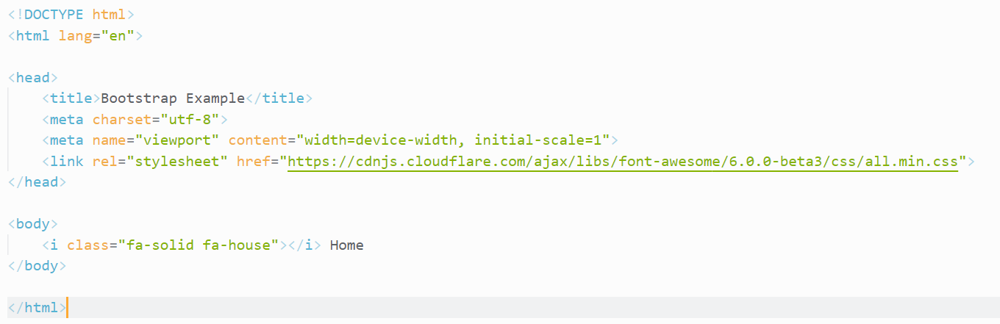 <!DOCTYPE html>
<html lang="en">
<head>
<title>Bootstrap Example</title>
<meta charset="utf-8">
<meta name="viewport" content="width=device-width, initial-scale=1">
<link rel="stylesheet" href="https://cdnjs.cloudflare.com/ajax/libs/font-awesome/6.0.0-beta3/css/all.min.css">
</head>
<body>
<i class="fa-solid fa-house"></i> Home
</body>
</html>